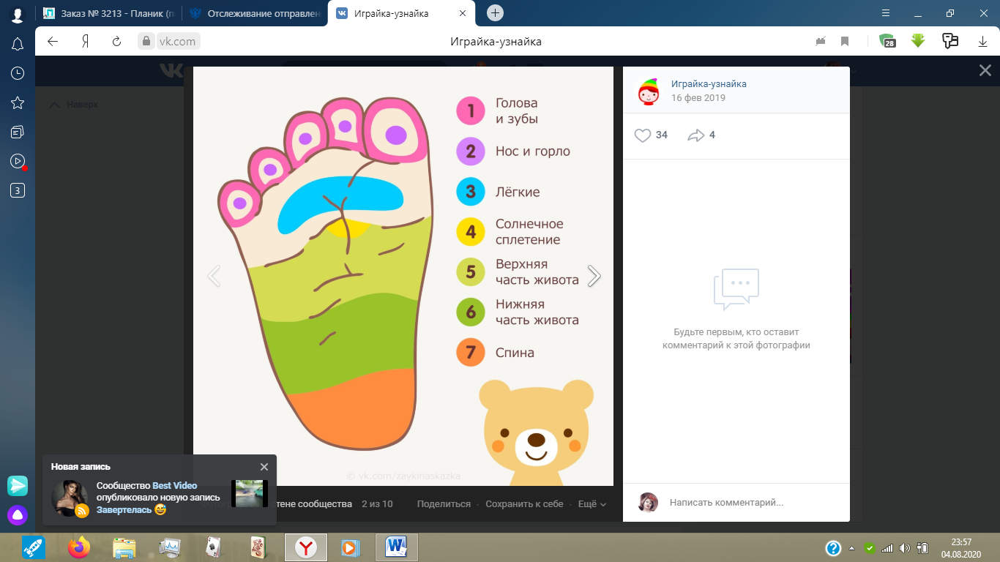 Заказ № 3213 - Планик (п
Отслеживание отправлен
Играйка-узнайка
Я
vk.com
Играйка-узнайка
28
Наверх
3
1 Голова
и зубы
2 Нос и горло
3 Лёгкие
4 Солнечное
сплетение
5 Верхняя
часть живота
6 Нижняя
часть живота
7 Спина
© vk.com/zaykinaskazka
Играйка-узнайка
16 фев 2019
34
4
Будьте первым, кто оставит
комментарий к этой фотографии
Написать комментарий...
стене сообщества
2 из 10
Поделиться · Сохранить к себе · Ещё
Новая запись
Сообщество Best Video
опубликовало новую запись
Завертелась
Y
W
?
23:57
04.08.2020